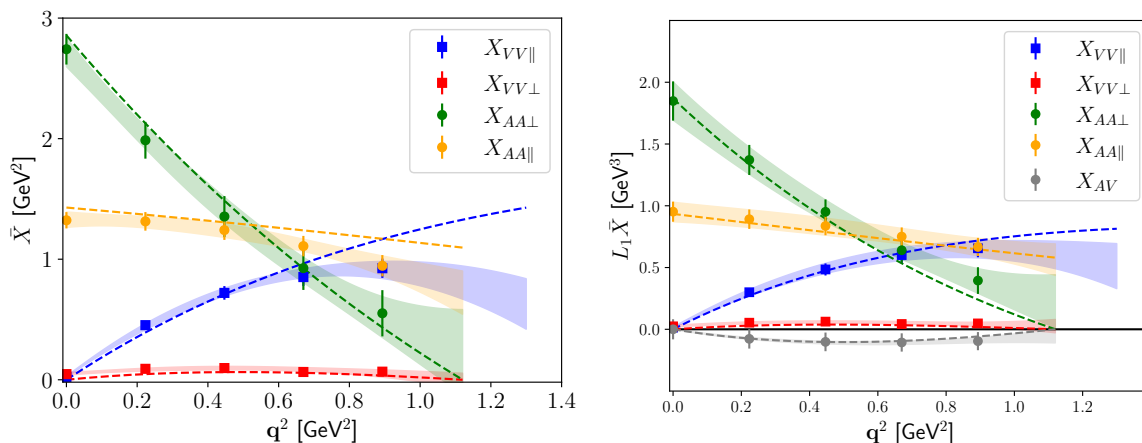 3
2
1
0
X̄ [GeV²]
X_{VV∥}
X_{VV⊥}
X_{AA⊥}
X_{AA∥}
0.0 0.2 0.4 0.6 0.8 1.0 1.2 1.4
q² [GeV²]
2.0
1.5
1.0
0.5
0.0
L₁X̄ [GeV³]
X_{VV∥}
X_{VV⊥}
X_{AA⊥}
X_{AA∥}
X_{AV}
0.0 0.2 0.4 0.6 0.8 1.0 1.2
q² [GeV²]